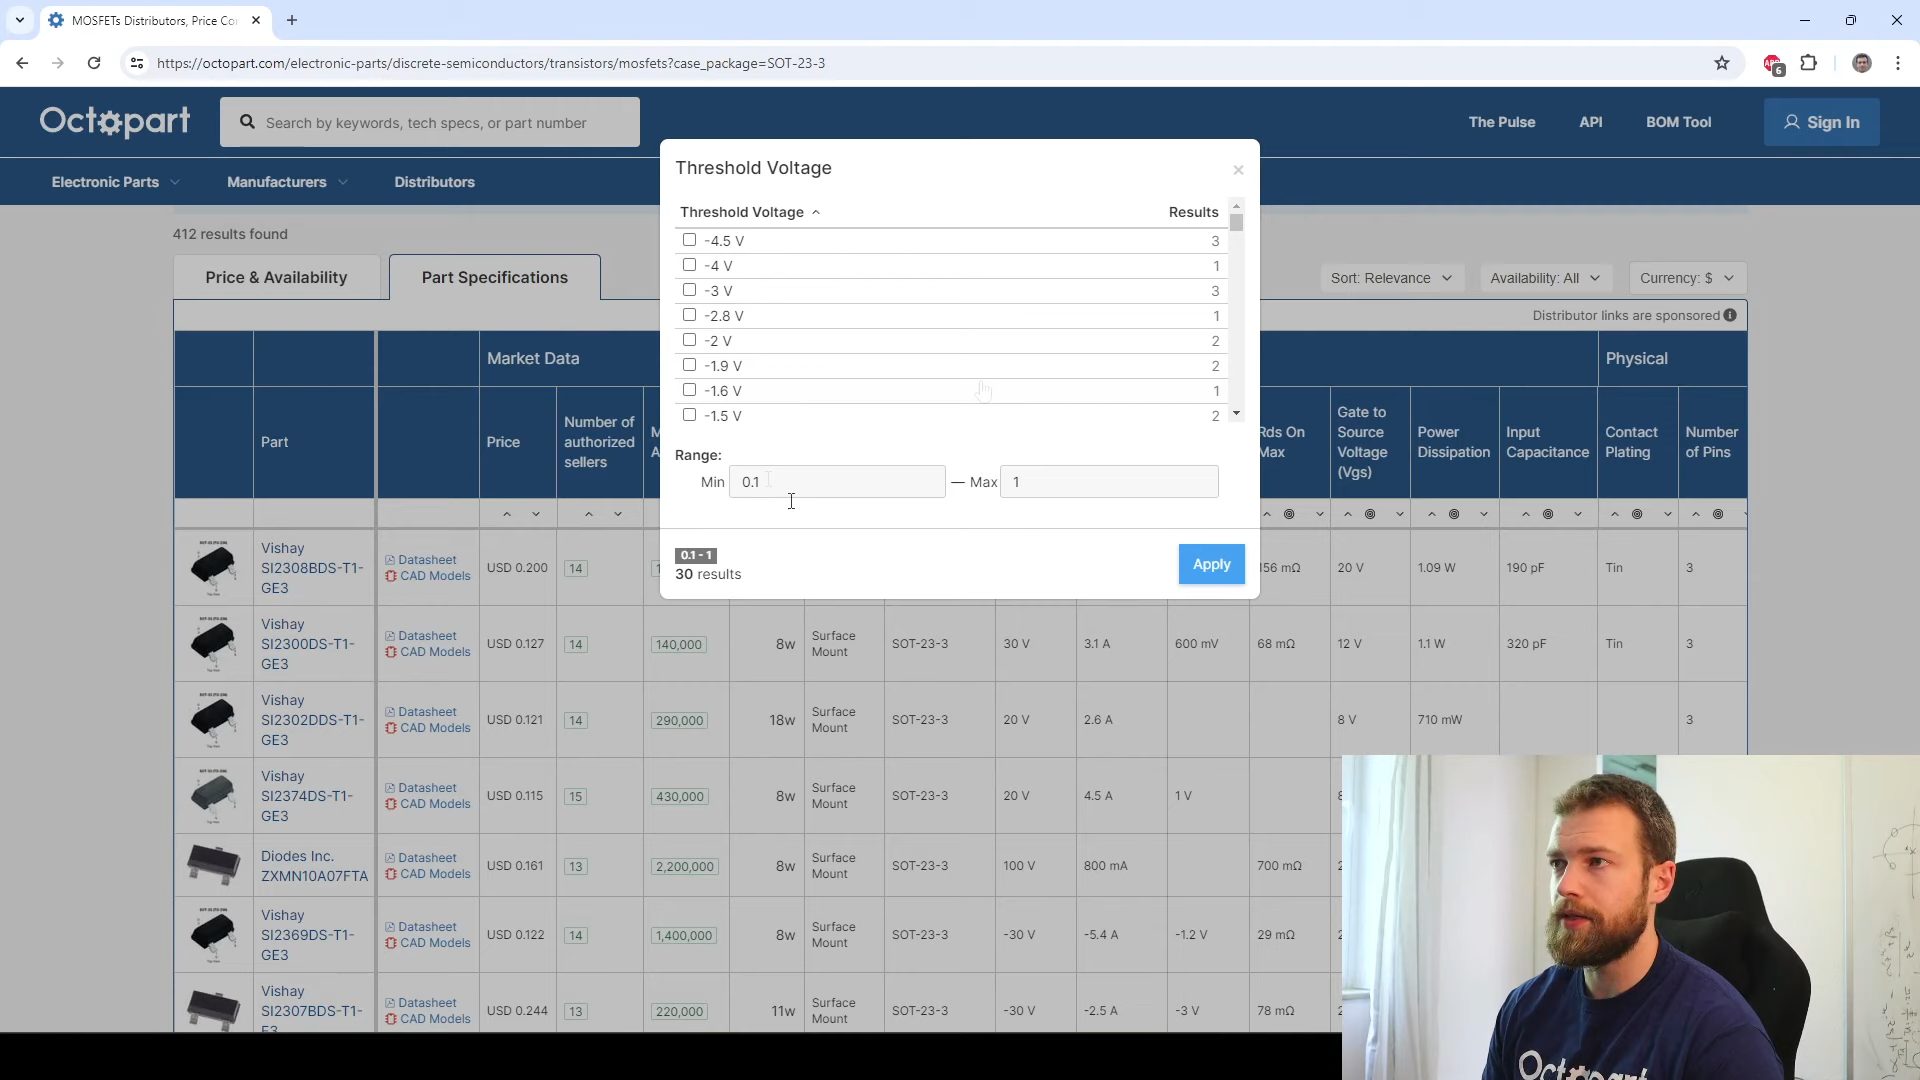 MOSFETs Distributors, Price Co
https://octopart.com/electronic-parts/discrete-semiconductors/transistors/mosfets?case_package=SOT-23-3
ABP
6
Octopart
Search by keywords, tech specs, or part number
The Pulse
API
BOM Tool
Sign In
Electronic Parts
Manufacturers
Distributors
412 results found
Price & Availability
Part Specifications
Sort: Relevance
Availability: All
Currency: $
Distributor links are sponsored
Threshold Voltage
Threshold Voltage
Results
-4.5 V 3
-4 V 1
-3 V 3
-2.8 V 1
-2 V 2
-1.9 V 2
-1.6 V 1
-1.5 V 2
Range:
Min 0.1 — Max 1
0.1 - 1
30 results
Apply
Market Data
Physical
Part
Price
Number of
authorized
sellers
M
A
Rds On
Max
Gate to
Source
Voltage
(Vgs)
Power
Dissipation
Input
Capacitance
Contact
Plating
Number
of Pins
Vishay
SI2308BDS-T1-
GE3
Datasheet
CAD Models
USD 0.200
14
1
156 mΩ
20 V
1.09 W
190 pF
Tin
3
Vishay
SI2300DS-T1-
GE3
Datasheet
CAD Models
USD 0.127
14
140,000
8w
Surface
Mount
SOT-23-3
30 V
3.1 A
600 mV
68 mΩ
12 V
1.1 W
320 pF
Tin
3
Vishay
SI2302DDS-T1-
GE3
Datasheet
CAD Models
USD 0.121
14
290,000
18w
Surface
Mount
SOT-23-3
20 V
2.6 A
8 V
710 mW
3
Vishay
SI2374DS-T1-
GE3
Datasheet
CAD Models
USD 0.115
15
430,000
8w
Surface
Mount
SOT-23-3
20 V
4.5 A
1 V
Diodes Inc.
ZXMN10A07FTA
Datasheet
CAD Models
USD 0.161
13
2,200,000
8w
Surface
Mount
SOT-23-3
100 V
800 mA
700 mΩ
2
Vishay
SI2369DS-T1-
GE3
Datasheet
CAD Models
USD 0.122
14
1,400,000
8w
Surface
Mount
SOT-23-3
-30 V
-5.4 A
-1.2 V
29 mΩ
2
Vishay
SI2307BDS-T1-
E3
Datasheet
CAD Models
USD 0.244
13
220,000
11w
Surface
Mount
SOT-23-3
-30 V
-2.5 A
-3 V
78 mΩ
2
Octopart